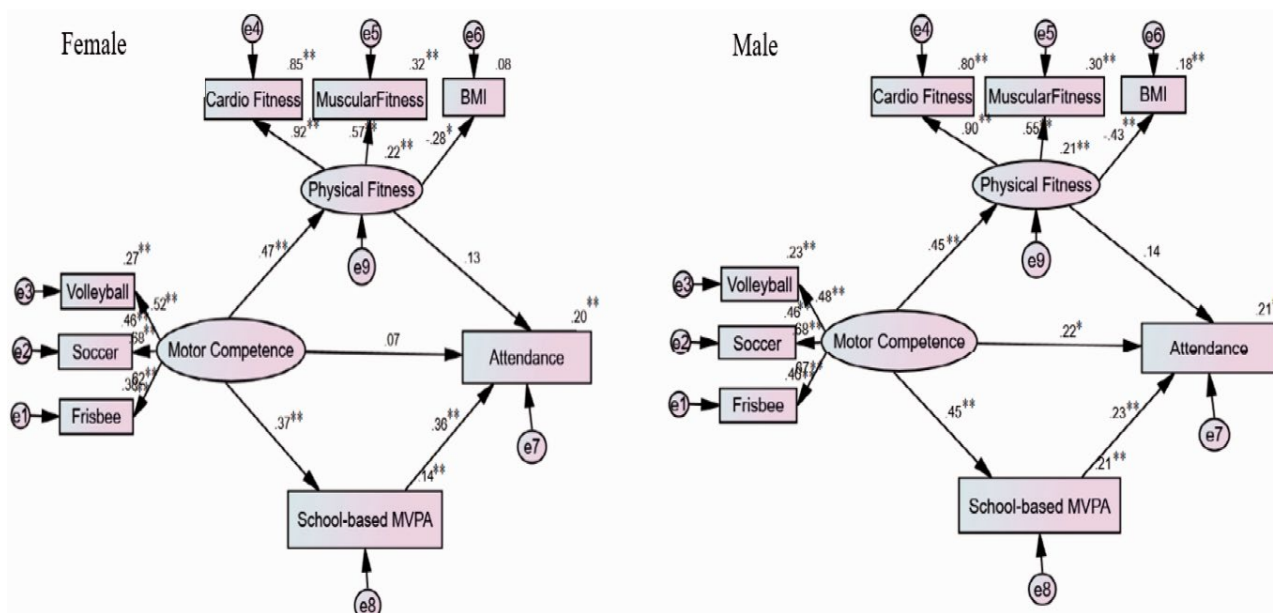 Female
e4
e5
e6
.85**
.32**
.08
Cardio Fitness
MuscularFitness
BMI
.92**
.57**
-.28*
.22**
Physical Fitness
.47**
e9
.13
.27**
e3
Volleyball
.52**
.46**
.20**
e2
Soccer
.68**
Motor Competence
.07
Attendance
.62**
e1
Frisbee
.37**
.36**
e7
.14**
School-based MVPA
e8
Male
e4
e5
e6
.80**
.30**
.18**
Cardio Fitness
MuscularFitness
BMI
.90**
.55**
-.43**
.21**
Physical Fitness
.45**
e9
.14
.23**
e3
Volleyball
.48**
.46**
.21*
e2
Soccer
.68**
Motor Competence
.22*
Attendance
e1
Frisbee
.45**
.23**
e7
.21**
School-based MVPA
e8